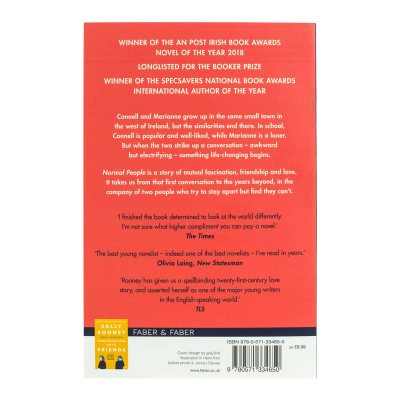 WINNER OF THE AN POST IRISH BOOK AWARDS
NOVEL OF THE YEAR 2018
LONGLISTED FOR THE BOOKER PRIZE
WINNER OF THE SPECSAVERS NATIONAL BOOK AWARDS
INTERNATIONAL AUTHOR OF THE YEAR
Connell and Marianne grow up in the same small town in
the west of Ireland, but the similarities end there. In school,
Connell is popular and well-liked, while Marianne is a loner.
But when the two strike up a conversation – awkward
but electrifying – something life-changing begins.
Normal People is a story of mutual fascination, friendship and love.
It takes us from that first conversation to the years beyond, in the
company of two people who try to stay apart but find they can't.
'I finished the book determined to look at the world differently.
I'm not sure what higher compliment you can pay a novel.'
The Times
'The best young novelist – indeed one of the best novelists – I've read in years.'
Olivia Laing, New Statesman
'Rooney has given us a spellbinding twenty-first-century love
story, and asserted herself as one of the major young writers
in the English-speaking world.'
TLS
SALLY
ROONEY
CONVERSATIONS
WITH
FRIENDS
FABER & FABER
Cover design by gray318
Author photo © Jonny l Davies
www.faber.co.uk
ISBN 978-0-571-33465-0
UK £8.99
9 780571 334650